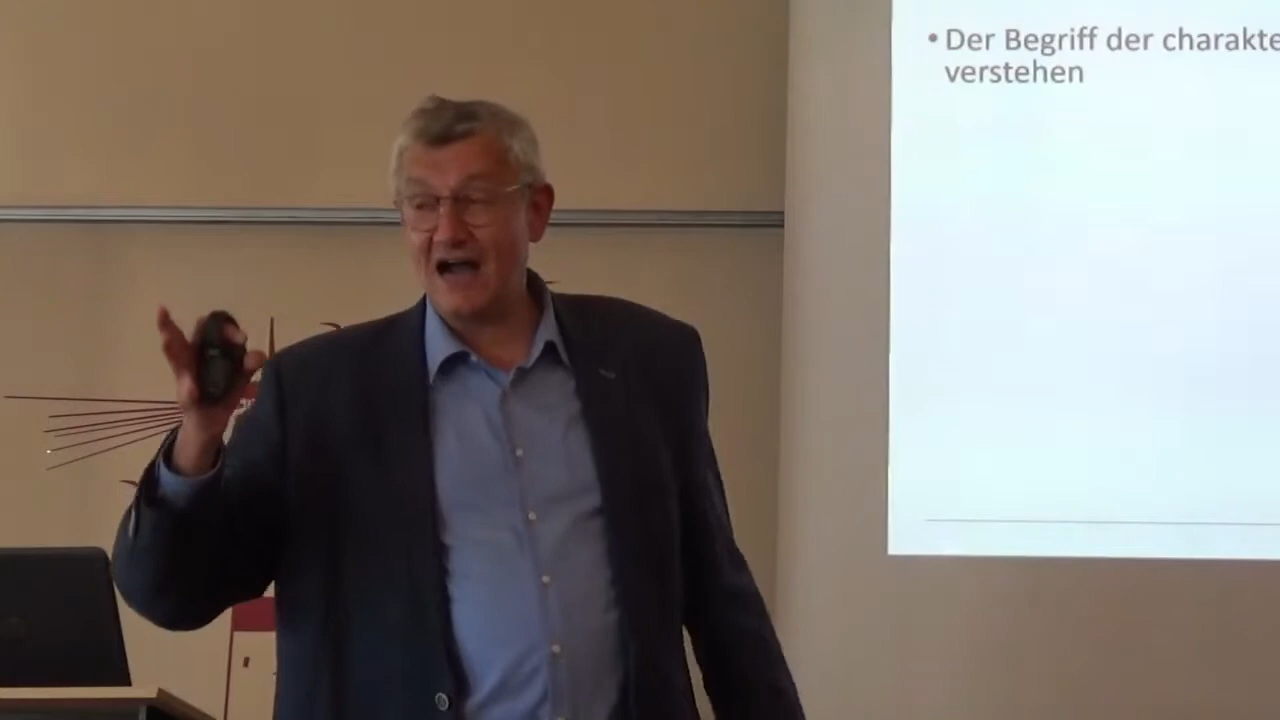 • Der Begriff der charakte
verstehen